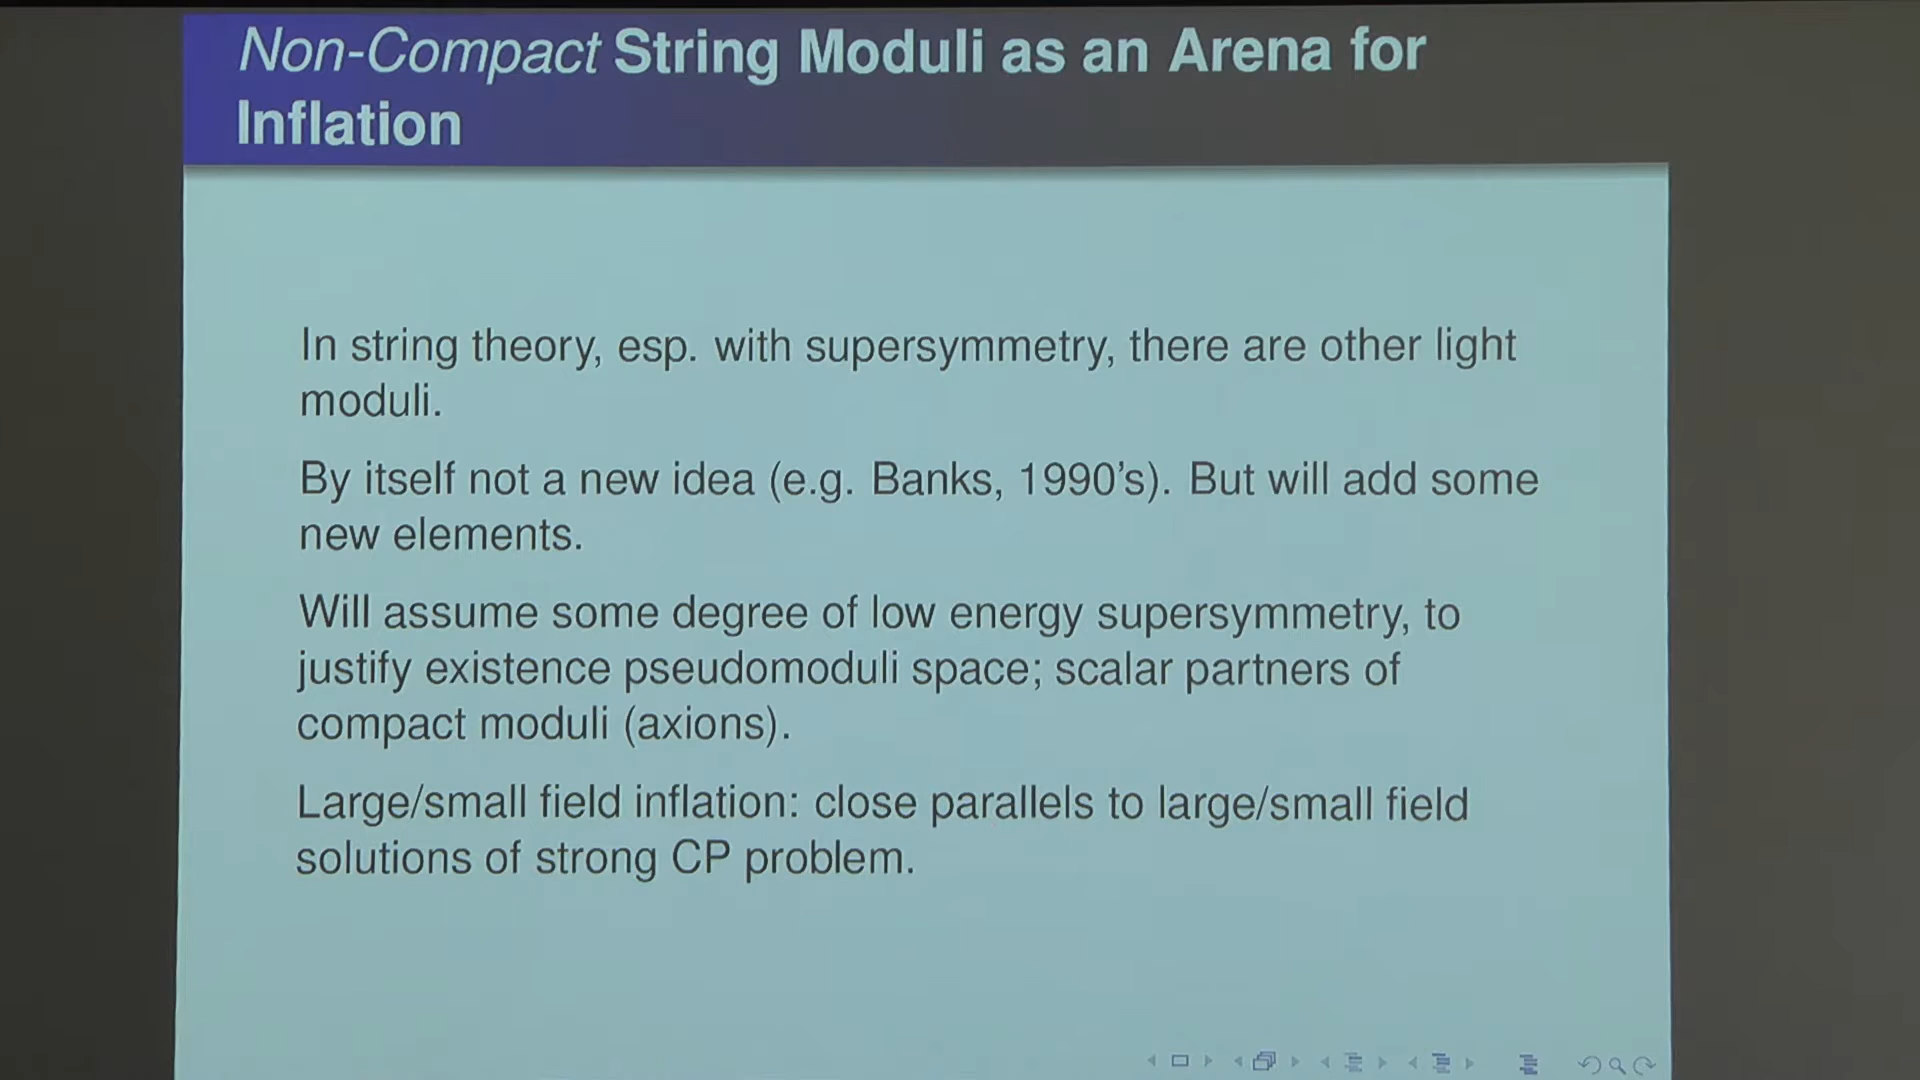 Non-Compact String Moduli as an Arena for
Inflation
In string theory, esp. with supersymmetry, there are other light
moduli.
By itself not a new idea (e.g. Banks, 1990's). But will add some
new elements.
Will assume some degree of low energy supersymmetry, to
justify existence pseudomoduli space; scalar partners of
compact moduli (axions).
Large/small field inflation: close parallels to large/small field
solutions of strong CP problem.